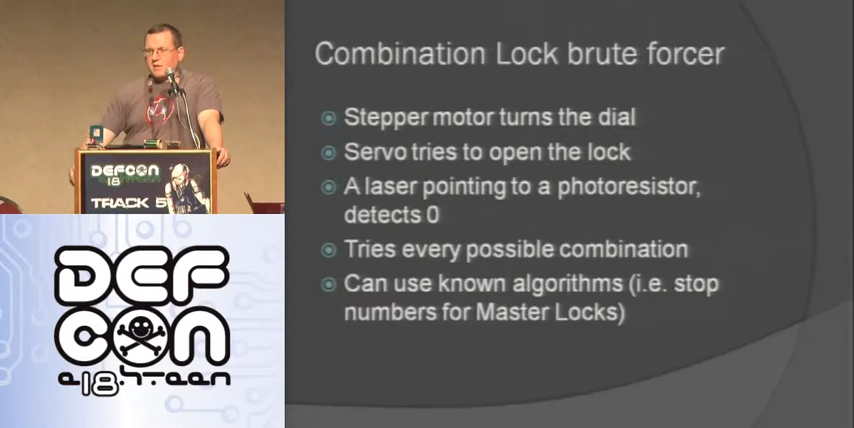 DEFCON
18
TRACK 5
DEF
CON
Combination Lock brute forcer
Stepper motor turns the dial
Servo tries to open the lock
A laser pointing to a photoresistor,
detects 0
Tries every possible combination
Can use known algorithms (i.e. stop
numbers for Master Locks)